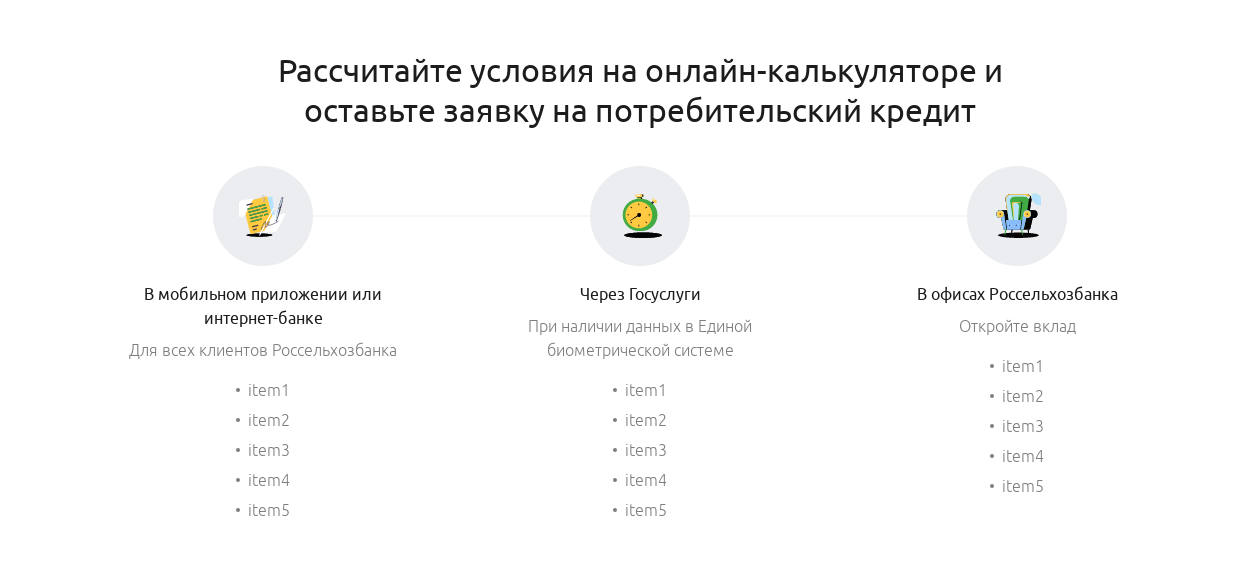 Рассчитайте условия на онлайн-калькуляторе и
оставьте заявку на потребительский кредит
В мобильном приложении или
интернет-банке
Для всех клиентов Россельхозбанка
• item1
• item2
• item3
• item4
• item5
Через Госуслуги
При наличии данных в Единой
биометрической системе
• item1
• item2
• item3
• item4
• item5
В офисах Россельхозбанка
Откройте вклад
• item1
• item2
• item3
• item4
• item5